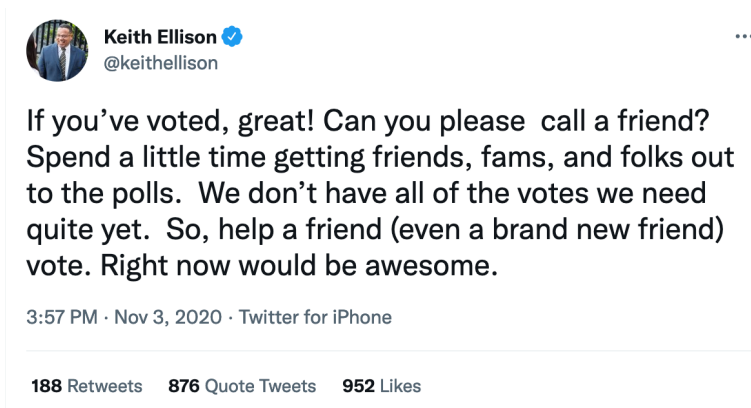 Keith Ellison
@keithellison
If you’ve voted, great! Can you please  call a friend?
Spend a little time getting friends, fams, and folks out
to the polls.  We don’t have all of the votes we need
quite yet.  So, help a friend (even a brand new friend)
vote. Right now would be awesome.
3:57 PM · Nov 3, 2020 · Twitter for iPhone
188 Retweets 876 Quote Tweets 952 Likes